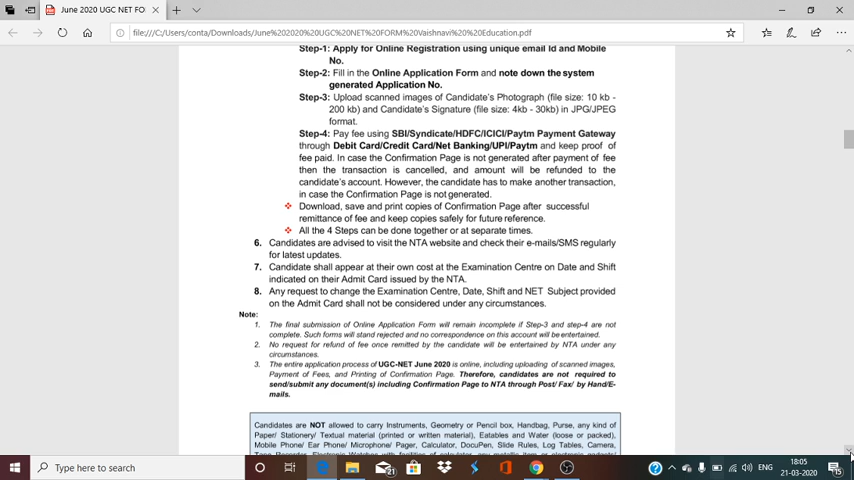 June 2020 UGC NET FO
file:///C:/Users/conta/Downloads/June%202020%20UGC%20NET%20FORM%20Vaishnavi%20%20Education.pdf
Step-1: Apply for Online Registration using unique email Id and Mobile
No.
Step-2: Fill in the Online Application Form and note down the system
generated Application No.
Step-3: Upload scanned images of Candidate's Photograph (file size: 10 kb -
200 kb) and Candidate's Signature (file size: 4kb - 30kb) in JPG/JPEG
format.
Step-4: Pay fee using SBI/Syndicate/HDFC/ICICI/Paytm Payment Gateway
through Debit Card/Credit Card/Net Banking/UPI/Paytm and keep proof of
fee paid. In case the Confirmation Page is not generated after payment of fee
then the transaction is cancelled, and amount will be refunded to the
candidate's account. However, the candidate has to make another transaction,
in case the Confirmation Page is not generated.
Download, save and print copies of Confirmation Page after successful
remittance of fee and keep copies safely for future reference.
All the 4 Steps can be done together or at separate times.
6. Candidates are advised to visit the NTA website and check their e-mails/SMS regularly
for latest updates.
7. Candidate shall appear at their own cost at the Examination Centre on Date and Shift
indicated on their Admit Card issued by the NTA.
8. Any request to change the Examination Centre, Date, Shift and NET Subject provided
on the Admit Card shall not be considered under any circumstances.
Note:
1. The final submission of Online Application Form will remain incomplete if Step-3 and step-4 are not
complete. Such forms will stand rejected and no correspondence on this account will be entertained.
2. No request for refund of fee once remitted by the candidate will be entertained by NTA under any
circumstances.
3. The entire application process of UGC-NET June 2020 is online, including uploading of scanned images,
Payment of Fees, and Printing of Confirmation Page. Therefore, candidates are not required to
send/submit any document(s) including Confirmation Page to NTA through Post/ Fax/ by Hand/E-
mails.
Candidates are NOT allowed to carry Instruments, Geometry or Pencil box, Handbag, Purse, any kind of
Paper/ Stationery/ Textual material (printed or written material), Eatables and Water (loose or packed),
Mobile Phone/ Ear Phone/ Microphone/ Pager, Calculator, DocuPen, Slide Rules, Log Tables, Camera,
Type here to search
21
ENG
18:05
21-03-2020
15